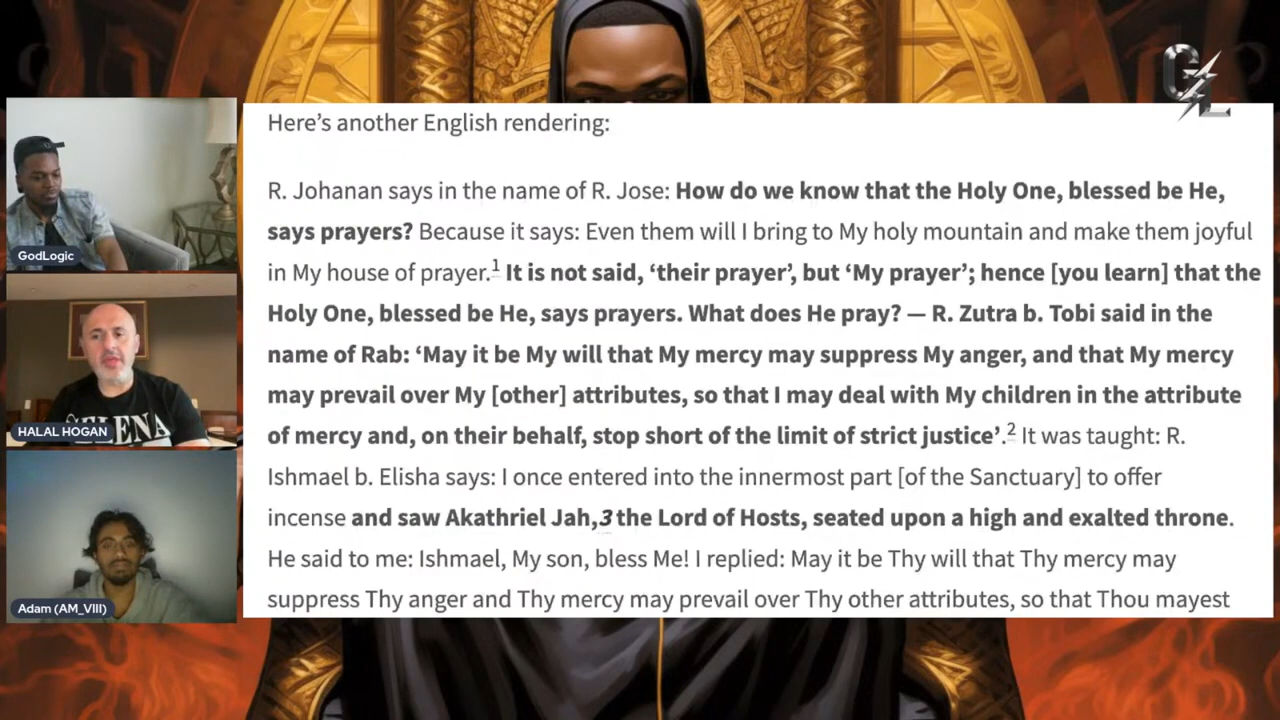 Here’s another English rendering:
R. Johanan says in the name of R. Jose: How do we know that the Holy One, blessed be He,
says prayers? Because it says: Even them will I bring to My holy mountain and make them joyful
in My house of prayer.1 It is not said, ‘their prayer’, but ‘My prayer’; hence [you learn] that the
Holy One, blessed be He, says prayers. What does He pray? — R. Zutra b. Tobi said in the
name of Rab: ‘May it be My will that My mercy may suppress My anger, and that My mercy
may prevail over My [other] attributes, so that I may deal with My children in the attribute
of mercy and, on their behalf, stop short of the limit of strict justice’.2 It was taught: R.
Ishmael b. Elisha says: I once entered into the innermost part [of the Sanctuary] to offer
incense and saw Akathriel Jah,3 the Lord of Hosts, seated upon a high and exalted throne.
He said to me: Ishmael, My son, bless Me! I replied: May it be Thy will that Thy mercy may
suppress Thy anger and Thy mercy may prevail over Thy other attributes, so that Thou mayest
GodLogic
HALAL HOGAN
Adam (AM_VIII)
GL